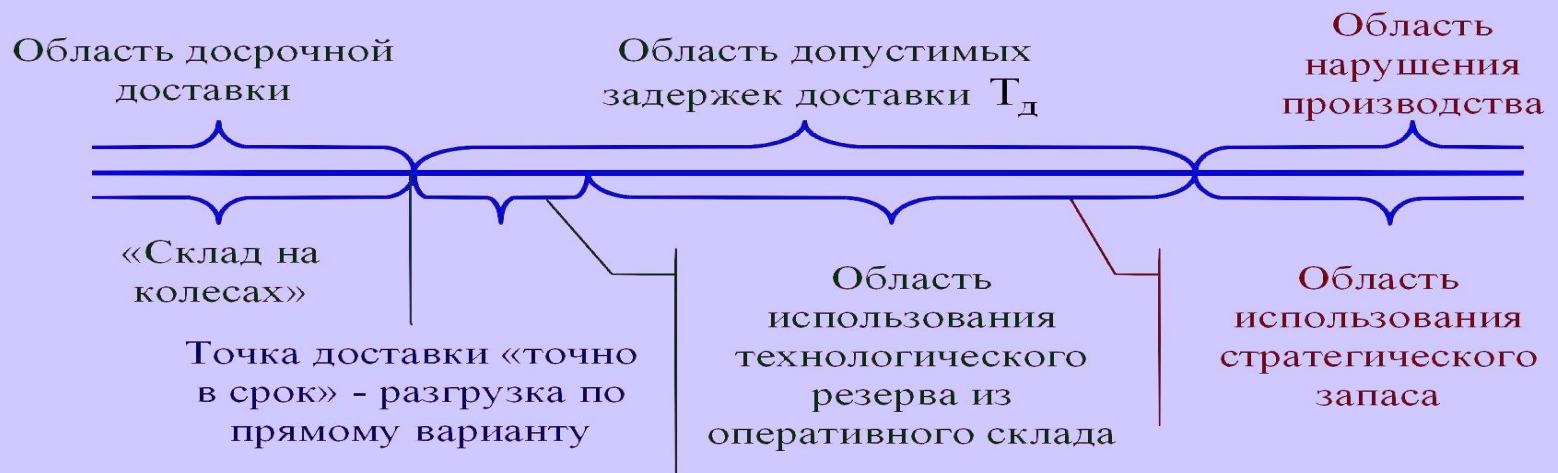 Область досрочной
доставки
Область допустимых
задержек доставки Тд
Область
нарушения
производства
«Склад на
колесах»
Точка доставки «точно
в срок» - разгрузка по
прямому варианту
Область
использования
технологического
резерва из
оперативного склада
Область
использования
стратегического
запаса